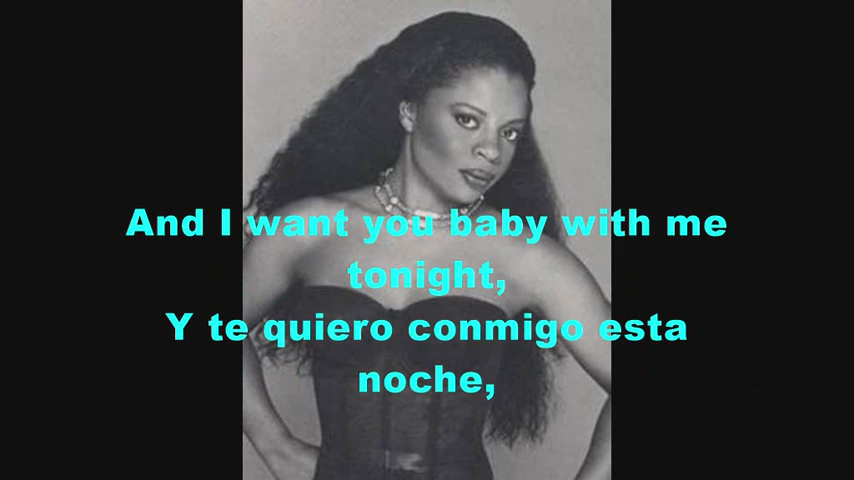 And I want you baby with me
tonight,
Y te quiero conmigo esta
noche,